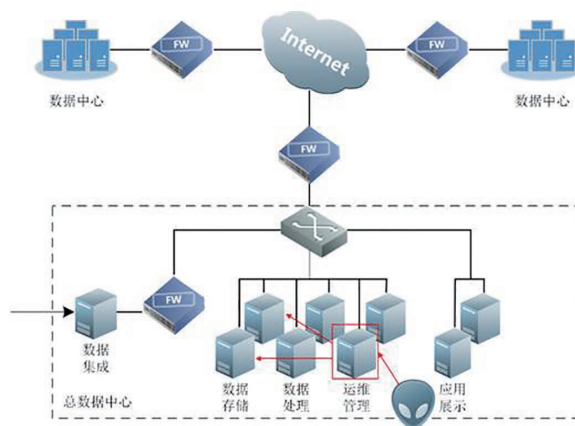 FW
Internet
FW
数据中心
数据中心
FW
FW
数据
集成
数据
存储
数据
处理
运维
管理
应用
展示
总数据中心